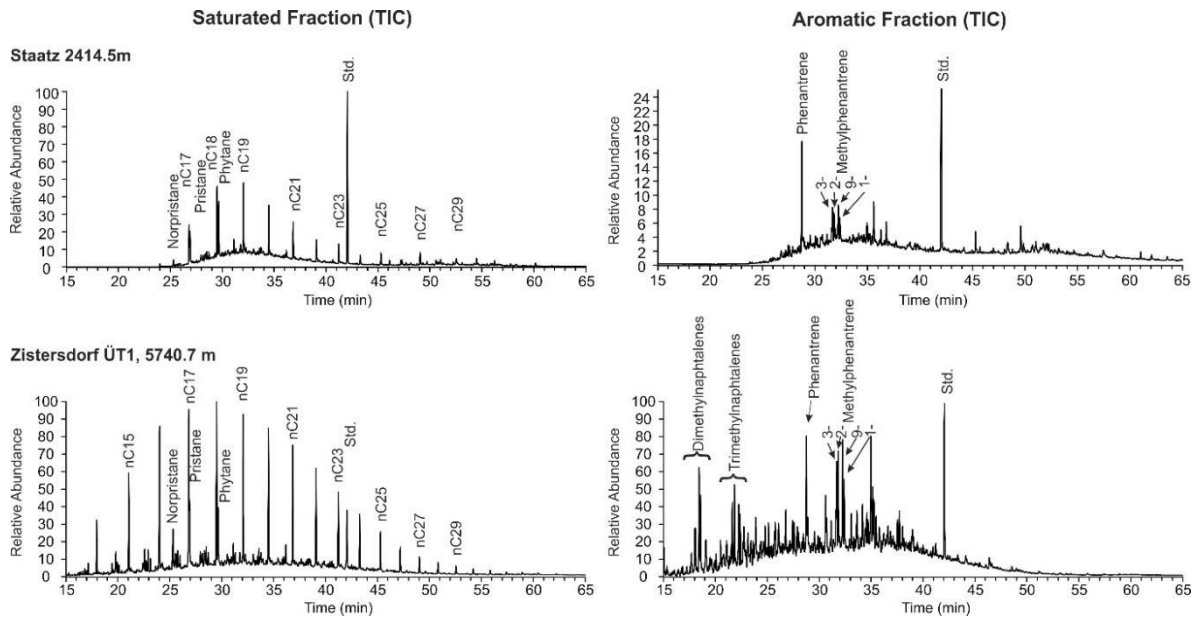 Saturated Fraction (TIC)
Aromatic Fraction (TIC)
Staatz 2414.5m
Relative Abundance
100
90
80
70
60
50
40
30
20
10
0
Norpristane
nC17
Pristane
nC18
Phytane
nC19
nC21
nC23
Std.
nC25
nC27
nC29
15 20 25 30 35 40 45 50 55 60 65
Time (min)
Relative Abundance
24
22
20
18
16
14
12
10
8
6
4
2
0
Phenantrene
3-
2-
Methylphenantrene
9-
1-
Std.
15 20 25 30 35 40 45 50 55 60 65
Time (min)
Zistersdorf ÜT1, 5740.7 m
Relative Abundance
100
90
80
70
60
50
40
30
20
10
0
nC15
Norpristane
nC17
Pristane
Phytane
nC19
nC21
nC23
Std.
nC25
nC27
nC29
15 20 25 30 35 40 45 50 55 60 65
Time (min)
Relative Abundance
100
90
80
70
60
50
40
30
20
10
0
Dimethylnaphtalenes
Trimethylnaphtalenes
Phenantrene
3-
2-
Methylphenantrene
9-
1-
Std.
15 20 25 30 35 40 45 50 55 60 65
Time (min)